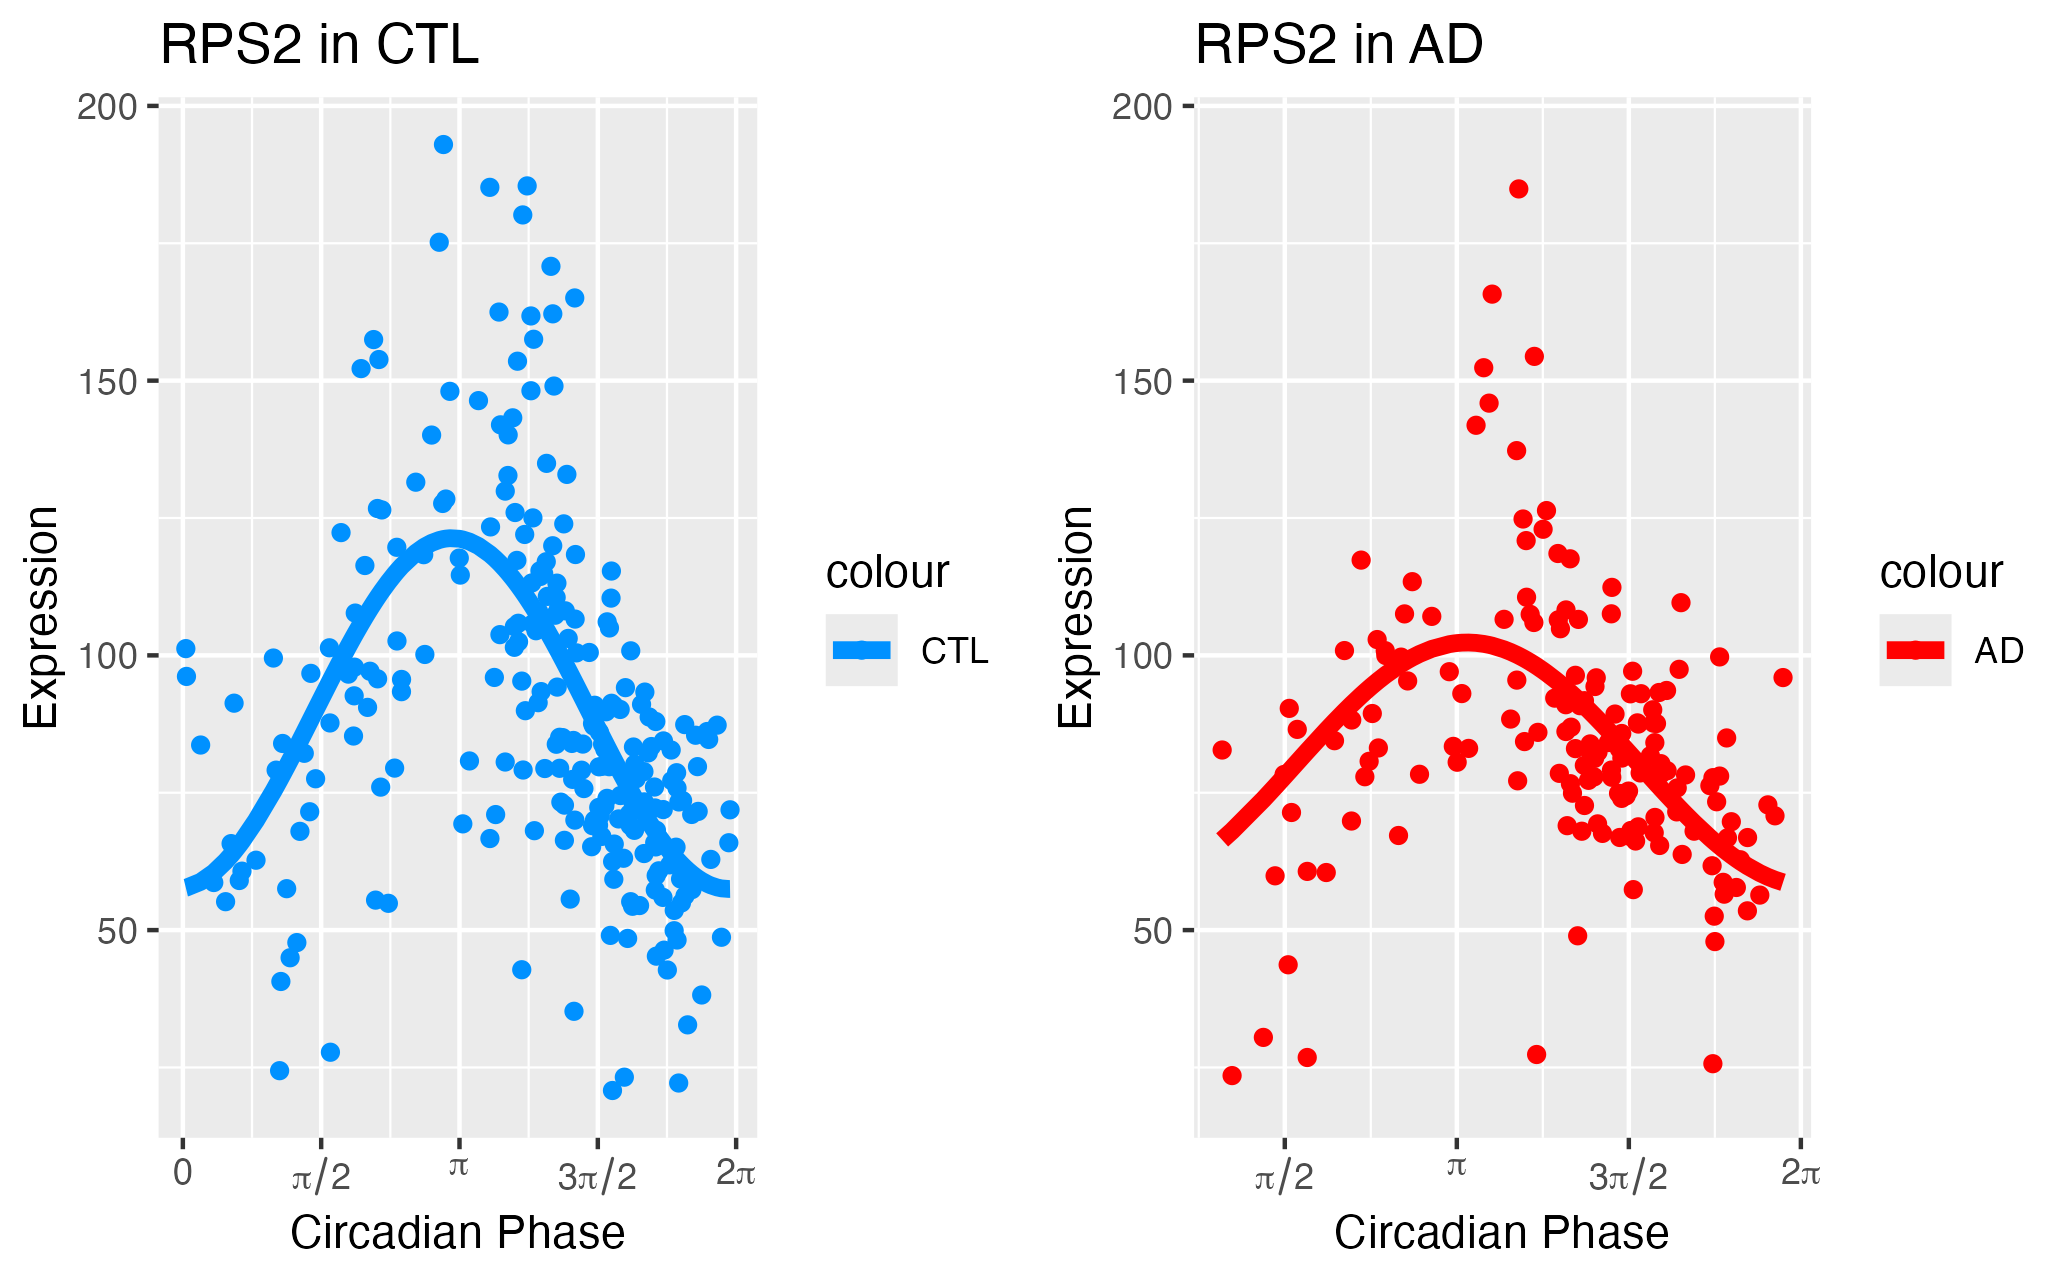 RPS2 in CTL
200
150
100
50
Expression
0
π/2
π
3π/2
2π
Circadian Phase
colour
CTL
RPS2 in AD
200
150
100
50
Expression
π/2
π
3π/2
2π
Circadian Phase
colour
AD